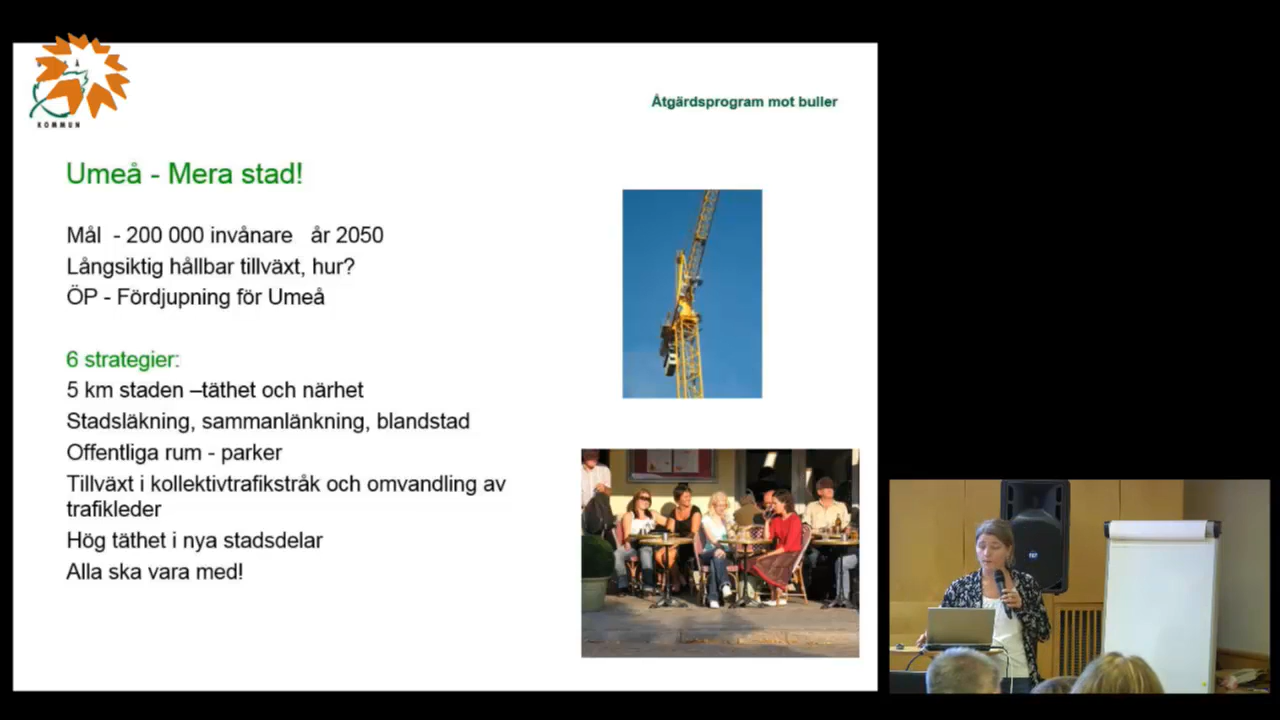 KOMMUN
Åtgärdsprogram mot buller
Umeå - Mera stad!
Mål - 200 000 invånare år 2050
Långsiktig hållbar tillväxt, hur?
ÖP - Fördjupning för Umeå
6 strategier:
5 km staden –täthet och närhet
Stadsläkning, sammanlänkning, blandstad
Offentliga rum - parker
Tillväxt i kollektivtrafikstråk och omvandling av
trafikleder
Hög täthet i nya stadsdelar
Alla ska vara med!